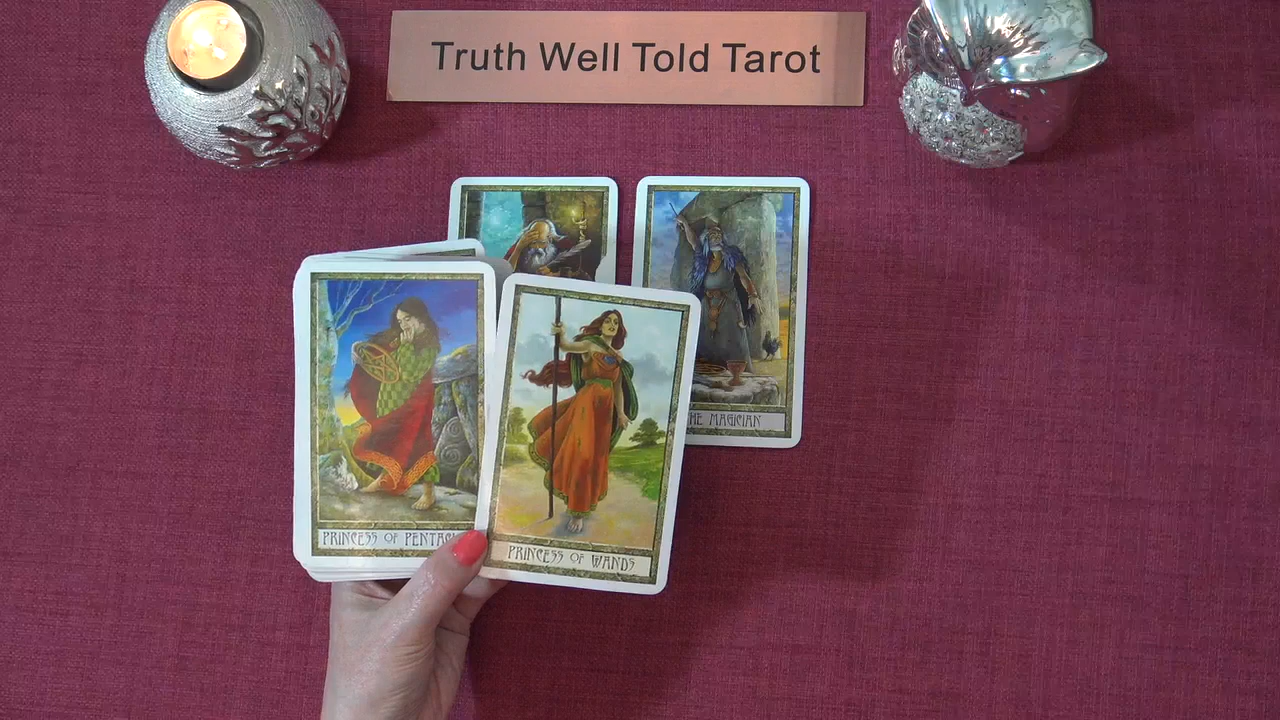 Truth Well Told Tarot
THE MAGICIAN
PRINCESS OF PENTAC
PRINCESS OF WANDS